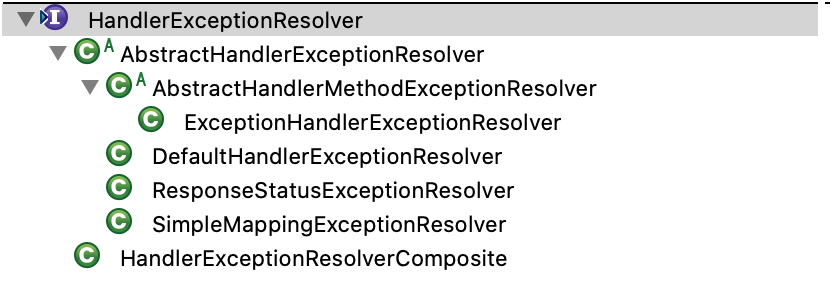 I HandlerExceptionResolver
C A AbstractHandlerExceptionResolver
C A AbstractHandlerMethodExceptionResolver
C ExceptionHandlerExceptionResolver
C DefaultHandlerExceptionResolver
C ResponseStatusExceptionResolver
C SimpleMappingExceptionResolver
C HandlerExceptionResolverComposite